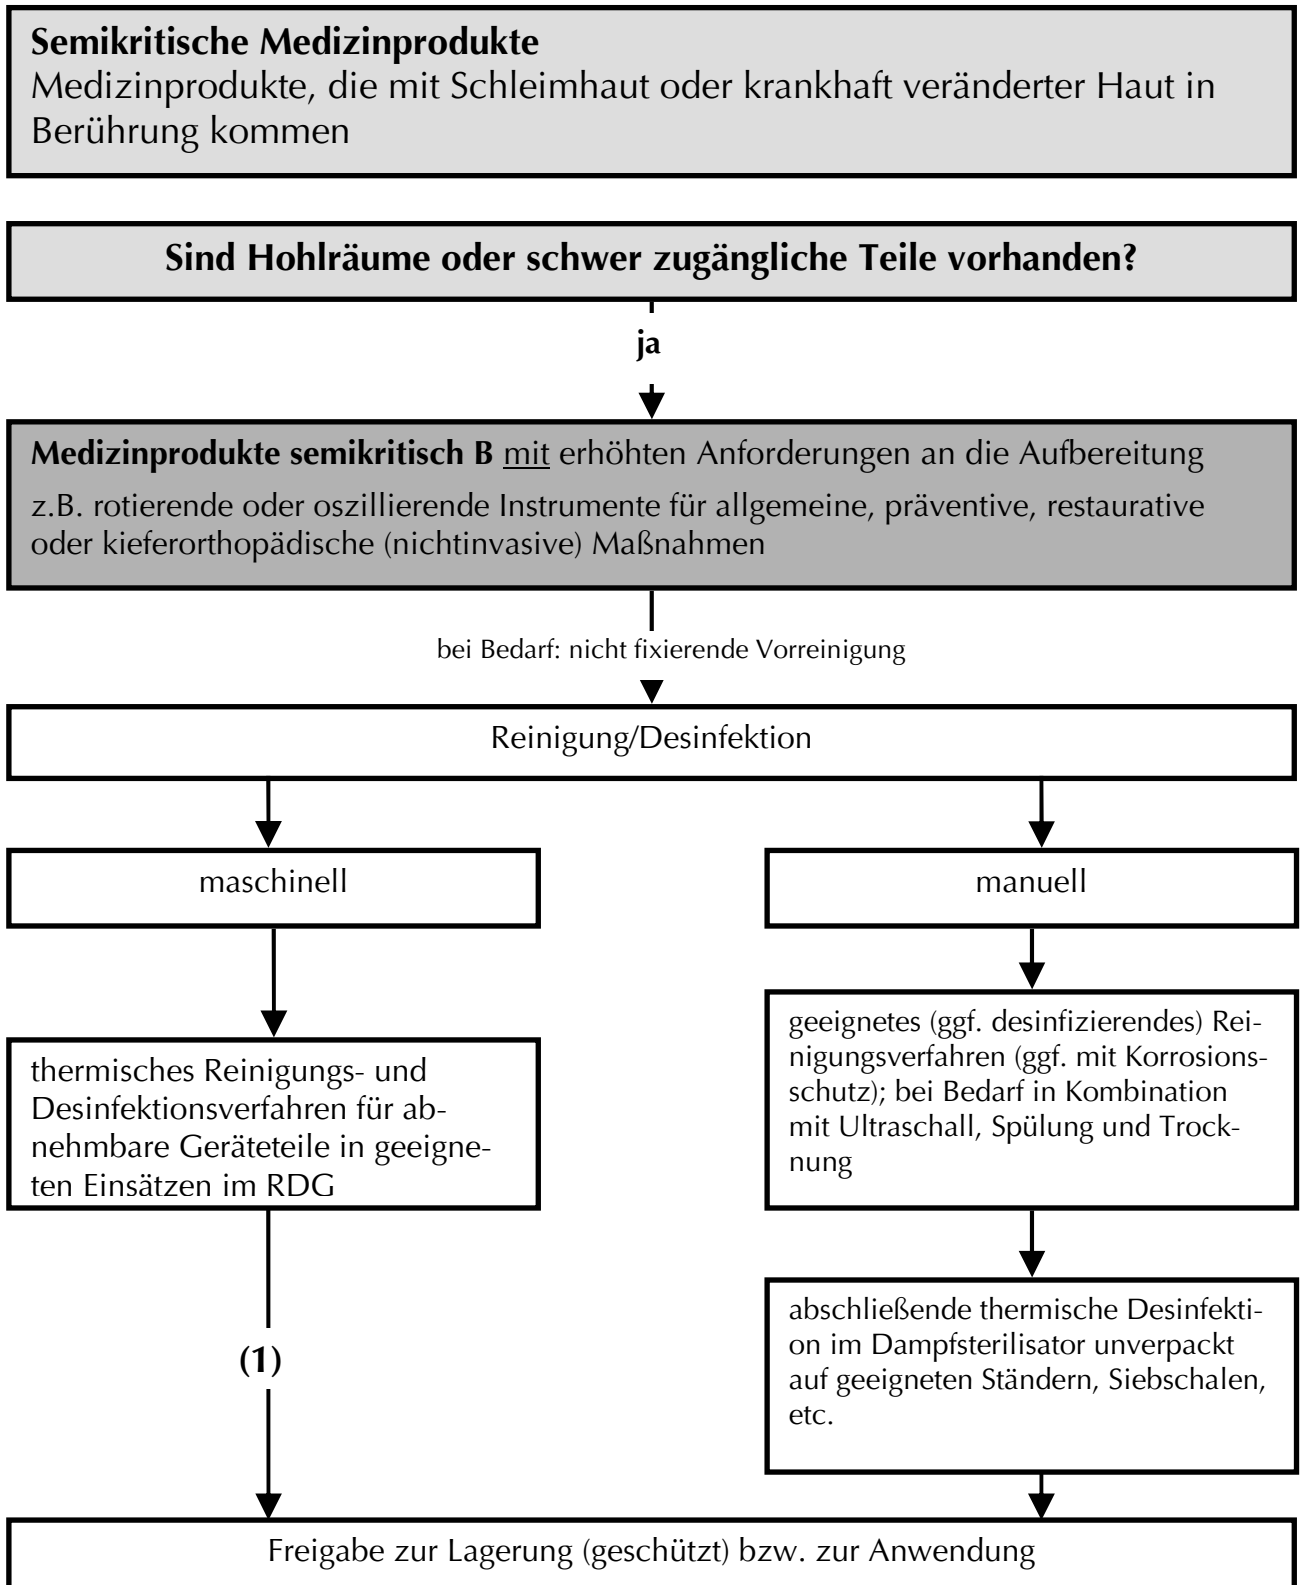 Semikritische Medizinprodukte
Medizinprodukte, die mit Schleimhaut oder krankhaft veränderter Haut in
Berührung kommen
Sind Hohlräume oder schwer zugängliche Teile vorhanden?
ja
Medizinprodukte semikritisch B mit erhöhten Anforderungen an die Aufbereitung
z.B. rotierende oder oszillierende Instrumente für allgemeine, präventive, restaurative
oder kieferorthopädische (nichtinvasive) Maßnahmen
bei Bedarf: nicht fixierende Vorreinigung
Reinigung/Desinfektion
maschinell
thermisches Reinigungs- und
Desinfektionsverfahren für ab-
nehmbare Geräteteile in geeigne-
ten Einsätzen im RDG
(1)
manuell
geeignetes (ggf. desinfizierendes) Rei-
nigungsverfahren (ggf. mit Korrosions-
schutz); bei Bedarf in Kombination
mit Ultraschall, Spülung und Trock-
nung
abschließende thermische Desinfekti-
on im Dampfsterilisator unverpackt
auf geeigneten Ständern, Siebschalen,
etc.
Freigabe zur Lagerung (geschützt) bzw. zur Anwendung